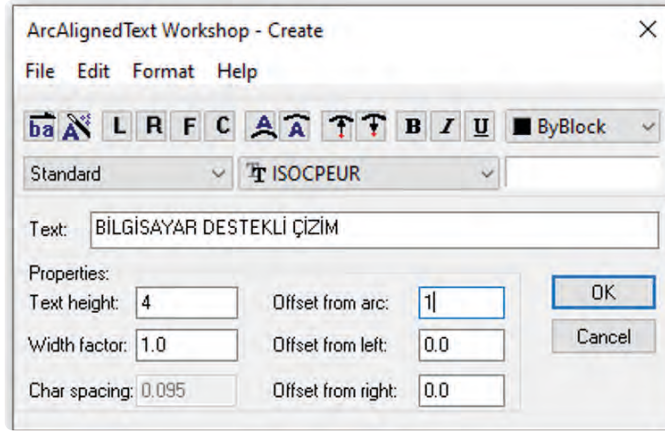 ArcAlignedText Workshop - Create
File Edit Format Help
ba A L R F C A A T T B I U ByBlock
Standard TT ISOCPEUR
Text: BİLGİSAYAR DESTEKLİ ÇİZİM
Properties:
Text height: 4 Offset from arc: 1 OK
Width factor: 1.0 Offset from left: 0.0 Cancel
Char spacing: 0.095 Offset from right: 0.0